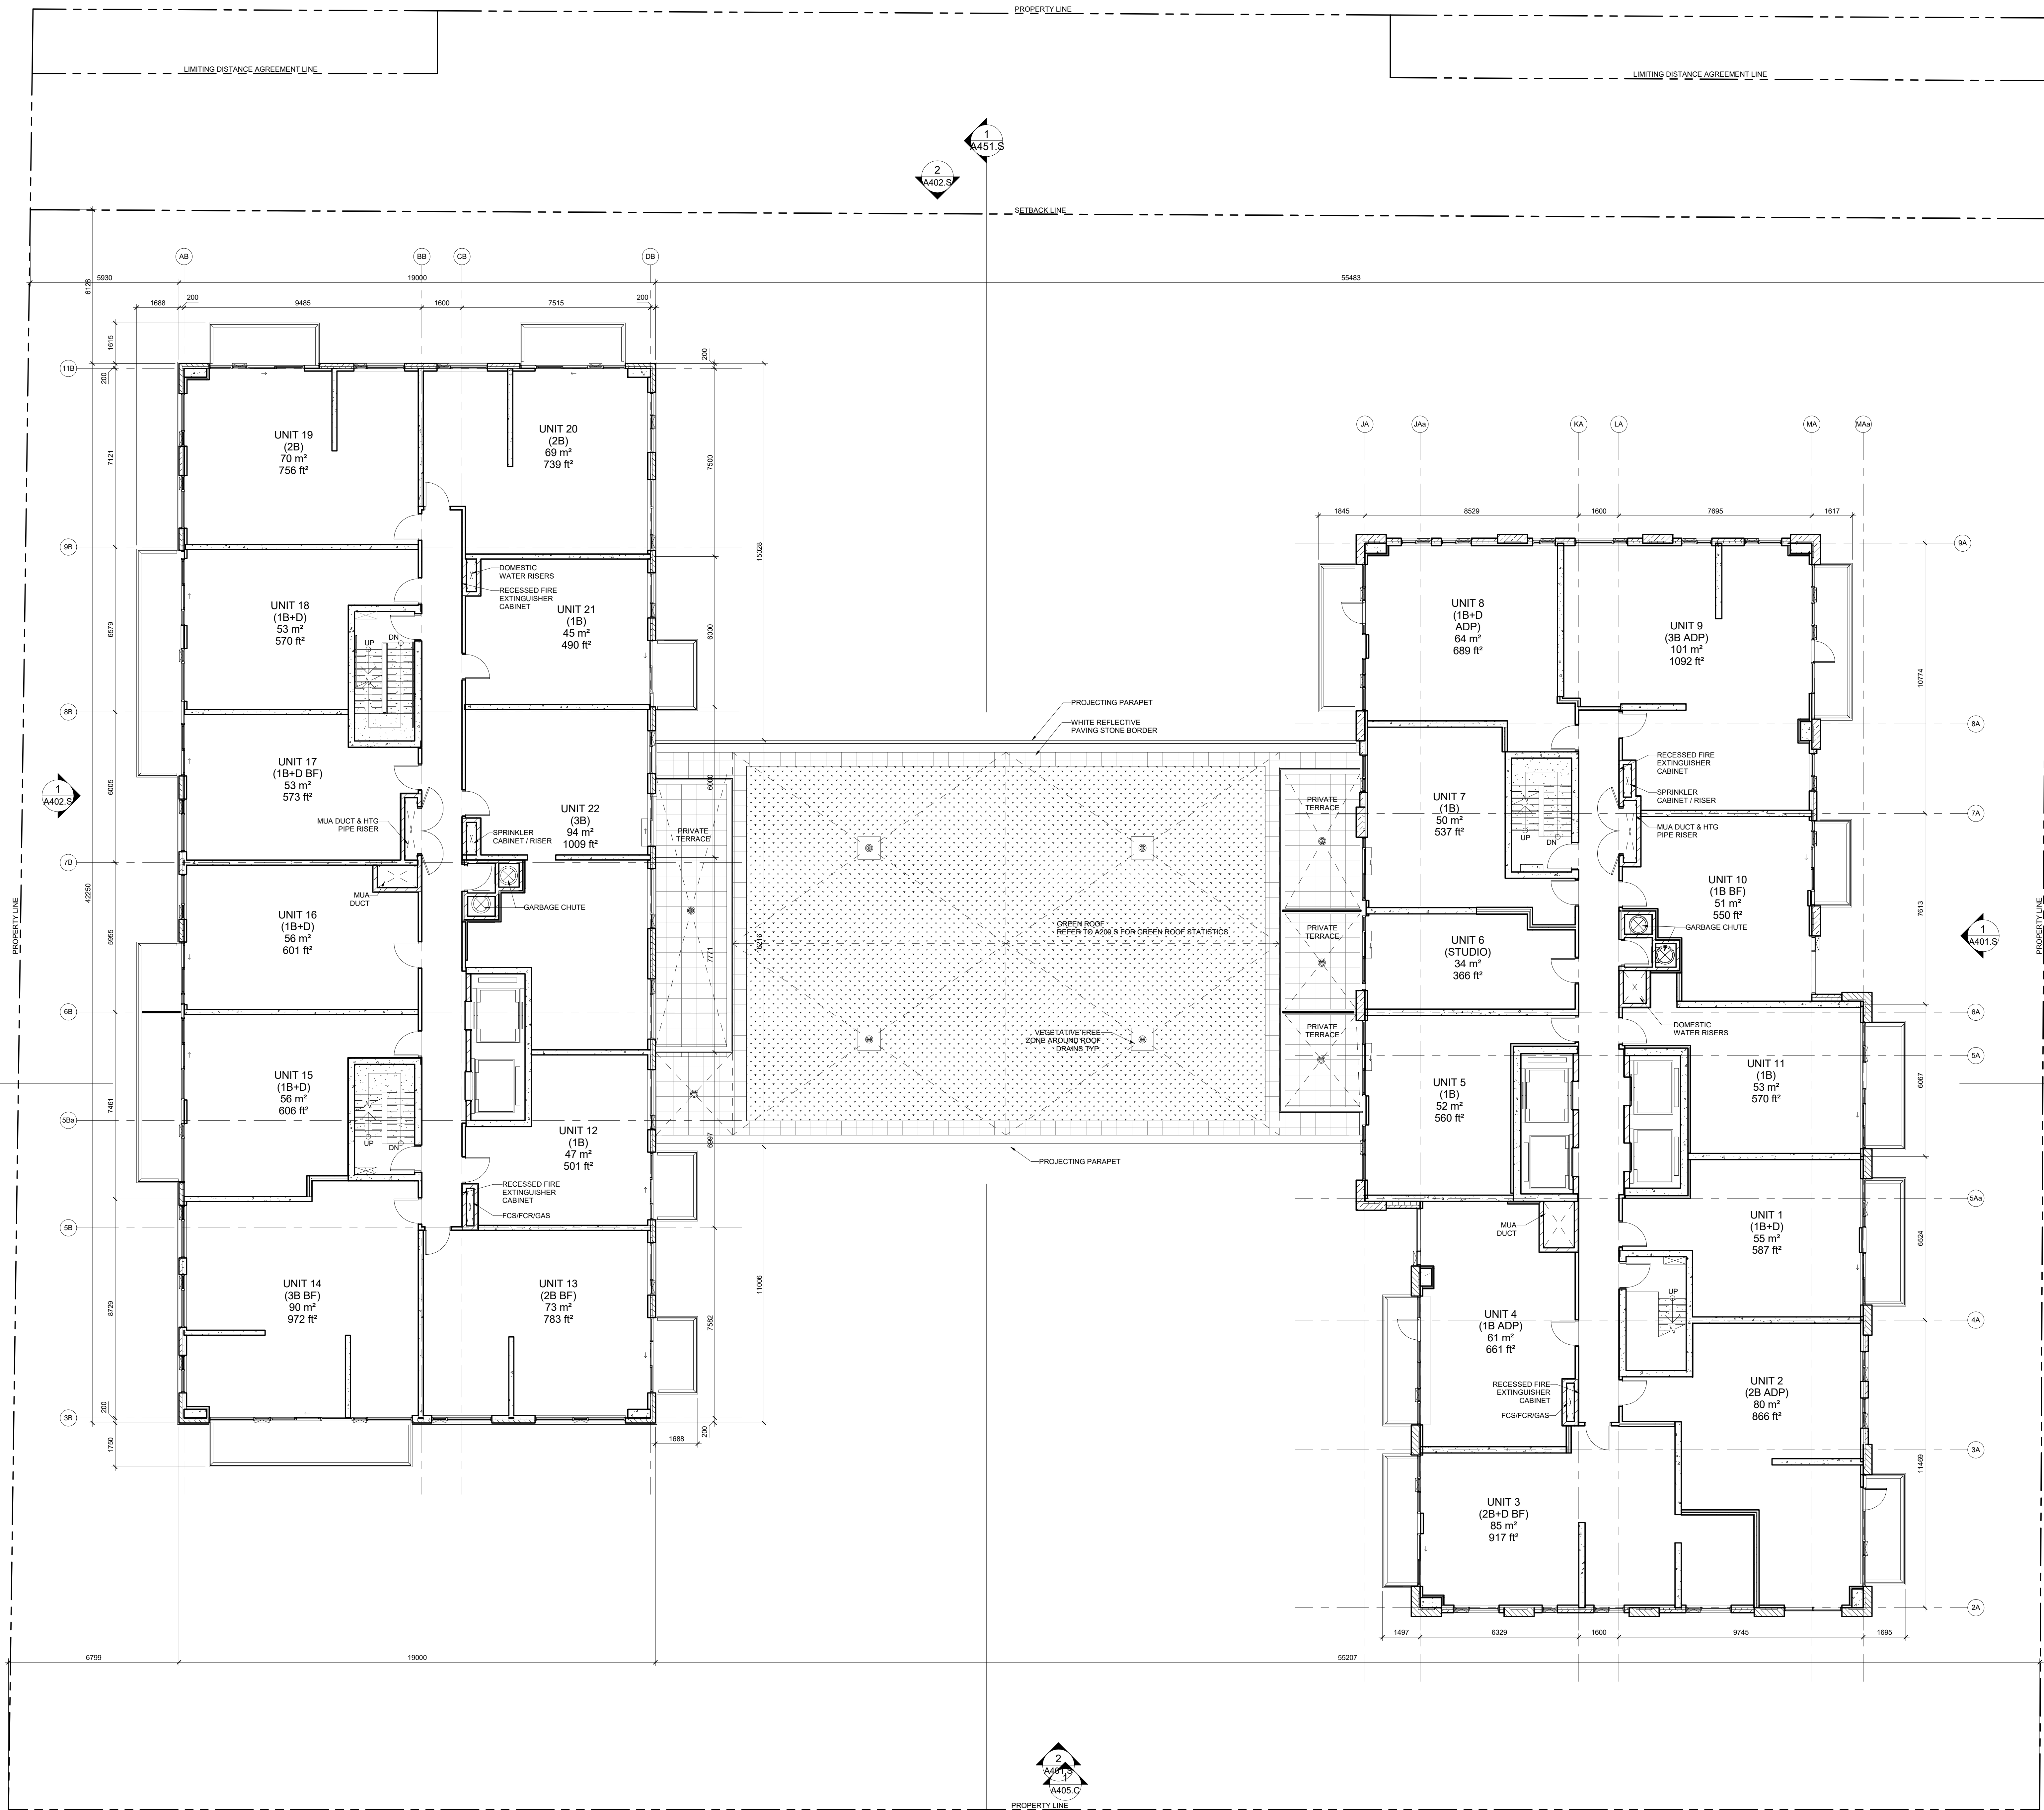 PROPERTY LINE
LIMITING DISTANCE AGREEMENT LINE
LIMITING DISTANCE AGREEMENT LINE
1
A451.S
2
A402.S
SETBACK LINE
AB
BB
CB
DB
5930
19000
55483
6128
1688
200
9485
1600
7515
200
1615
200
11B
200
7121
UNIT 19
(2B)
70 m²
756 ft²
UNIT 20
(2B)
69 m²
739 ft²
7500
15028
9B
DOMESTIC
WATER RISERS
RECESSED FIRE
EXTINGUISHER
CABINET
UNIT 18
(1B+D)
53 m²
570 ft²
UNIT 21
(1B)
45 m²
490 ft²
6579
6000
UP
DN
8B
UNIT 17
(1B+D BF)
53 m²
573 ft²
6005
6000
1
A402.S
MUA DUCT & HTG
PIPE RISER
SPRINKLER
CABINET / RISER
UNIT 22
(3B)
94 m²
1009 ft²
PRIVATE
TERRACE
7B
MUA
DUCT
GARBAGE CHUTE
42250
PROPERTY LINE
UNIT 16
(1B+D)
56 m²
601 ft²
5955
7771
16216
6B
UNIT 15
(1B+D)
56 m²
606 ft²
7461
5Ba
UP
DN
UNIT 12
(1B)
47 m²
501 ft²
6997
RECESSED FIRE
EXTINGUISHER
CABINET
FCS/FCR/GAS
5B
UNIT 14
(3B BF)
90 m²
972 ft²
UNIT 13
(2B BF)
73 m²
783 ft²
8729
7582
11006
200
3B
1750
1688
200
6799
19000
55207
PROJECTING PARAPET
WHITE REFLECTIVE
PAVING STONE BORDER
GREEN ROOF
REFER TO A209.S FOR GREEN ROOF STATISTICS
VEGETATIVE FREE
ZONE AROUND ROOF
DRAINS TYP.
PROJECTING PARAPET
PRIVATE
TERRACE
PRIVATE
TERRACE
PRIVATE
TERRACE
JA
JAa
KA
LA
MA
MAa
1845
8529
1600
7695
1617
9A
UNIT 8
(1B+D
ADP)
64 m²
689 ft²
UNIT 9
(3B ADP)
101 m²
1092 ft²
10774
8A
RECESSED FIRE
EXTINGUISHER
CABINET
SPRINKLER
CABINET / RISER
UNIT 7
(1B)
50 m²
537 ft²
UP
DN
7A
MUA DUCT & HTG
PIPE RISER
UNIT 10
(1B BF)
51 m²
550 ft²
7613
GARBAGE CHUTE
1
A401.S
PROPERTY LINE
UNIT 6
(STUDIO)
34 m²
366 ft²
6A
DOMESTIC
WATER RISERS
5A
UNIT 5
(1B)
52 m²
560 ft²
UNIT 11
(1B)
53 m²
570 ft²
6067
5Aa
MUA
DUCT
UNIT 1
(1B+D)
55 m²
587 ft²
6524
UP
UNIT 4
(1B ADP)
61 m²
661 ft²
4A
RECESSED FIRE
EXTINGUISHER
CABINET
FCS/FCR/GAS
UNIT 2
(2B ADP)
80 m²
866 ft²
3A
11469
UNIT 3
(2B+D BF)
85 m²
917 ft²
2A
1497
6329
1600
9745
1695
2
A401.S
1
A405.C
PROPERTY LINE